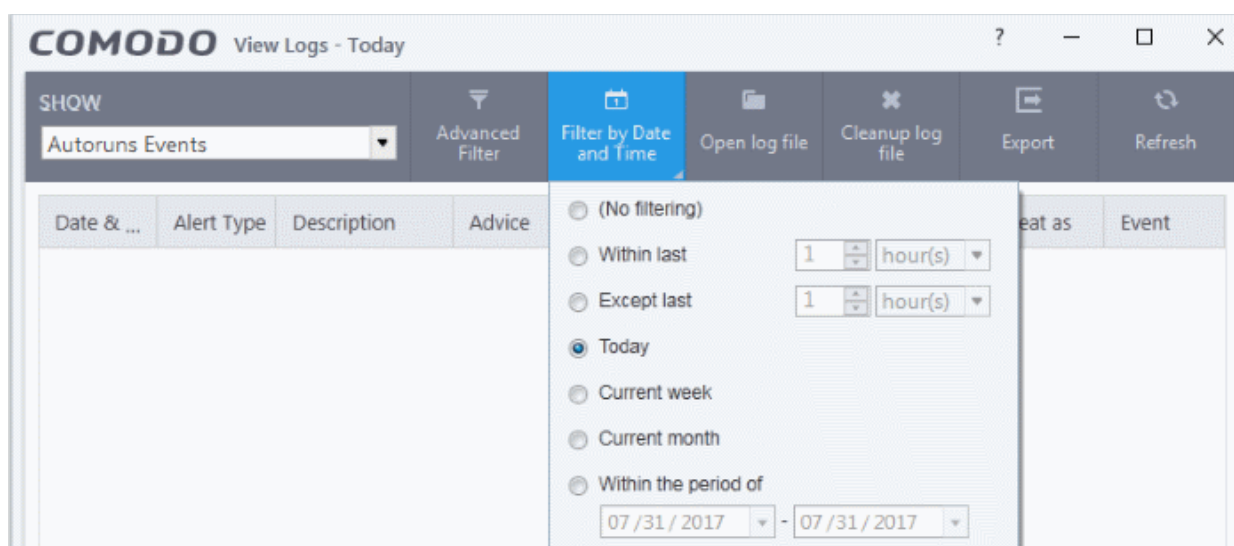 COMODO View Logs - Today ?
SHOW
Autoruns Events
Advanced
Filter
Filter by Date
and Time
Open log file
Cleanup log
file
Export
Refresh
Date & ... Alert Type Description Advice eat as Event
(No filtering)
Within last 1 hour(s)
Except last 1 hour(s)
Today
Current week
Current month
Within the period of
07/31/2017 - 07/31/2017